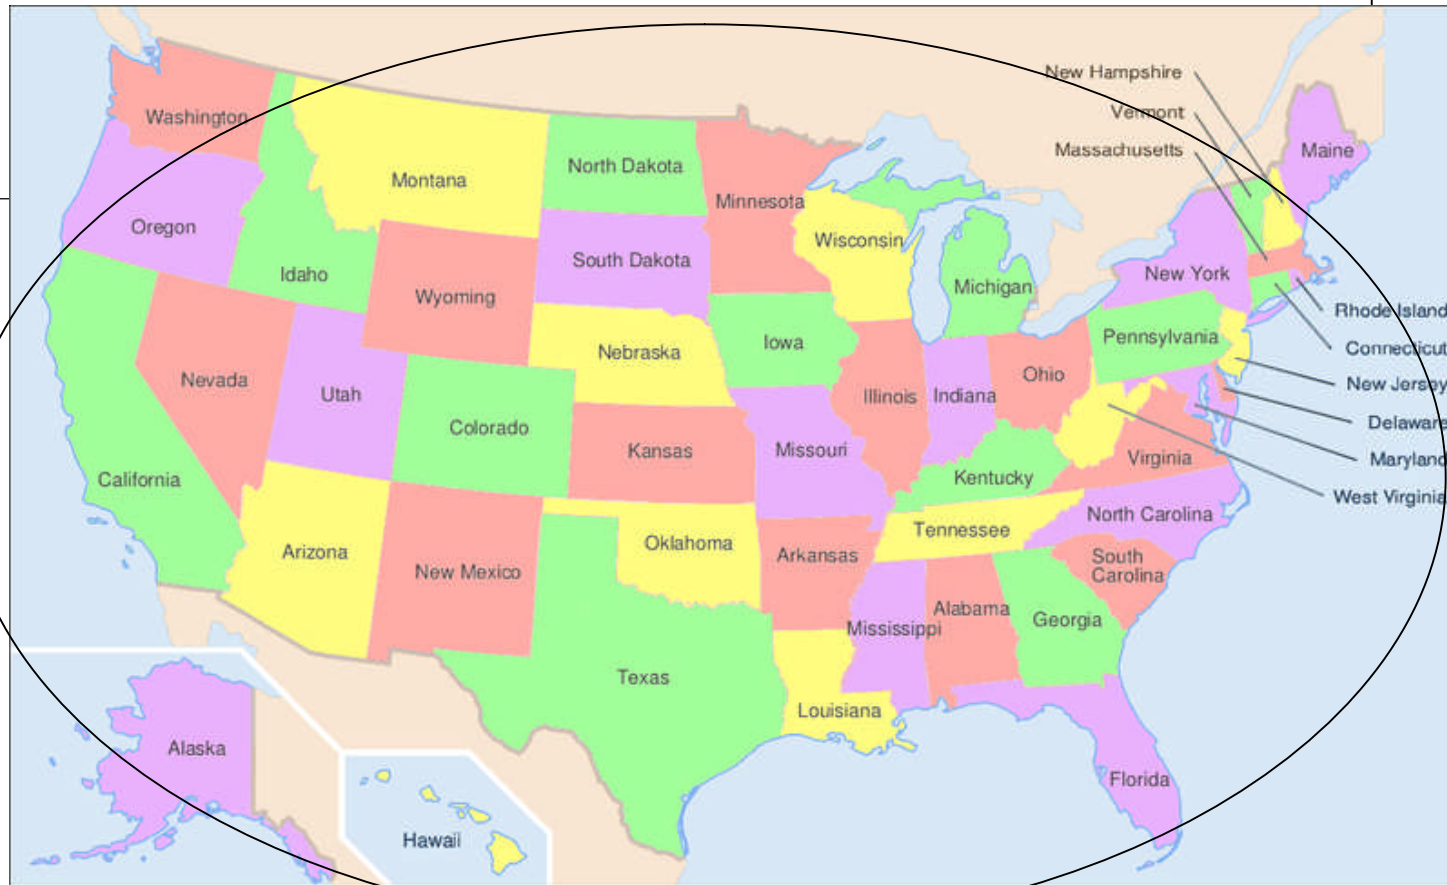 New Hampshire
Vermont
Massachusetts
Washington
Montana
North Dakota
Minnesota
Maine
Oregon
Wisconsin
Idaho
South Dakota
New York
Wyoming
Michigan
Rhode Island
Pennsylvania
Iowa
Nebraska
Connecticut
Nevada
Utah
Ohio
New Jersey
Illinois
Indiana
Colorado
Delaware
Kansas
Missouri
Virginia
Maryland
California
Kentucky
West Virginia
North Carolina
Arizona
Oklahoma
Tennessee
New Mexico
Arkansas
South
Carolina
Alabama
Georgia
Mississippi
Texas
Louisiana
Alaska
Florida
Hawaii